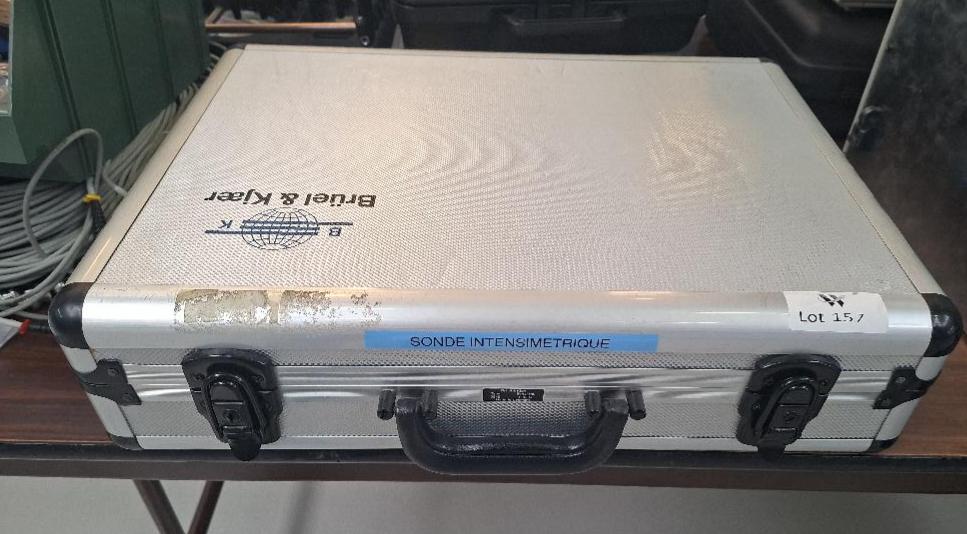 Brüel & Kjær
B K
SONDE INTENSIMETRIQUE
Lot 157